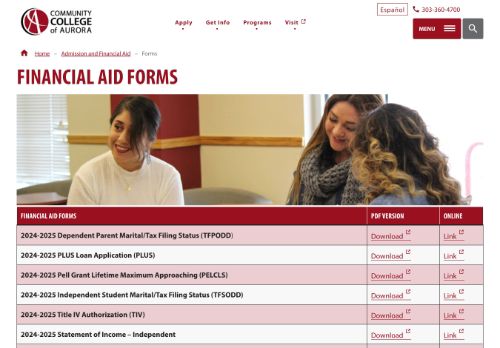 COMMUNITY
COLLEGE
of AURORA
Español
303-360-4700
Apply
Get Info
Programs
Visit
MENU
Home – Admission and Financial Aid – Forms
FINANCIAL AID FORMS
FINANCIAL AID FORMS PDF VERSION ONLINE
2024-2025 Dependent Parent Marital/Tax Filing Status (TFPODD) Download Link
2024-2025 PLUS Loan Application (PLUS) Download Link
2024-2025 Pell Grant Lifetime Maximum Approaching (PELCLS) Download Link
2024-2025 Independent Student Marital/Tax Filing Status (TFSODD) Download Link
2024-2025 Title IV Authorization (TIV) Download Link
2024-2025 Statement of Income – Independent Download Link